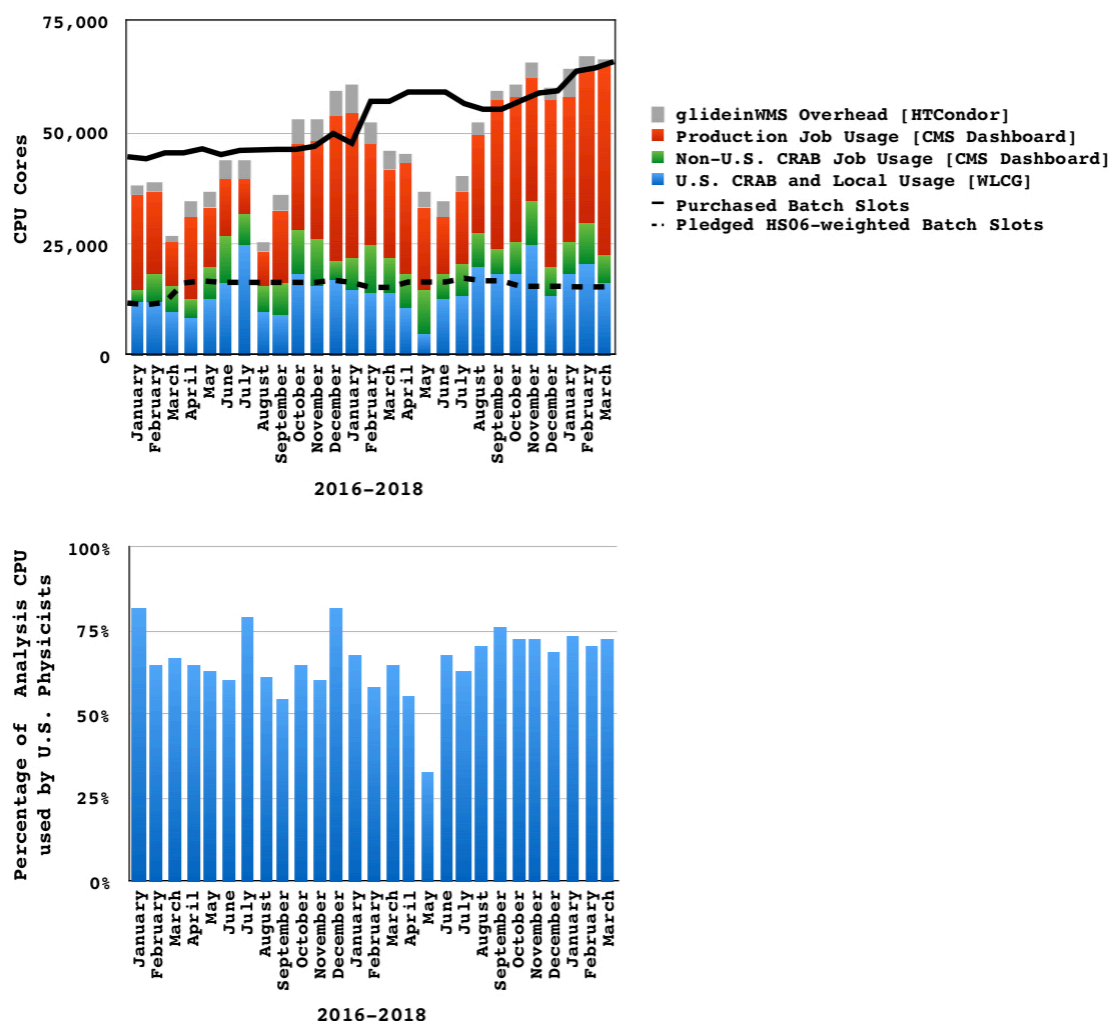 75,000
50,000
25,000
0
CPU Cores
January
February
March
April
May
June
July
August
September
October
November
December
January
February
March
April
May
June
July
August
September
October
November
December
January
February
March
2016-2018
glideinWMS Overhead [HTCondor]
Production Job Usage [CMS Dashboard]
Non-U.S. CRAB Job Usage [CMS Dashboard]
U.S. CRAB and Local Usage [WLCG]
Purchased Batch Slots
Pledged HS06-weighted Batch Slots
100%
75%
50%
25%
0%
Percentage of Analysis CPU
used by U.S. Physicists
January
February
March
April
May
June
July
August
September
October
November
December
January
February
March
April
May
June
July
August
September
October
November
December
January
February
March
2016-2018